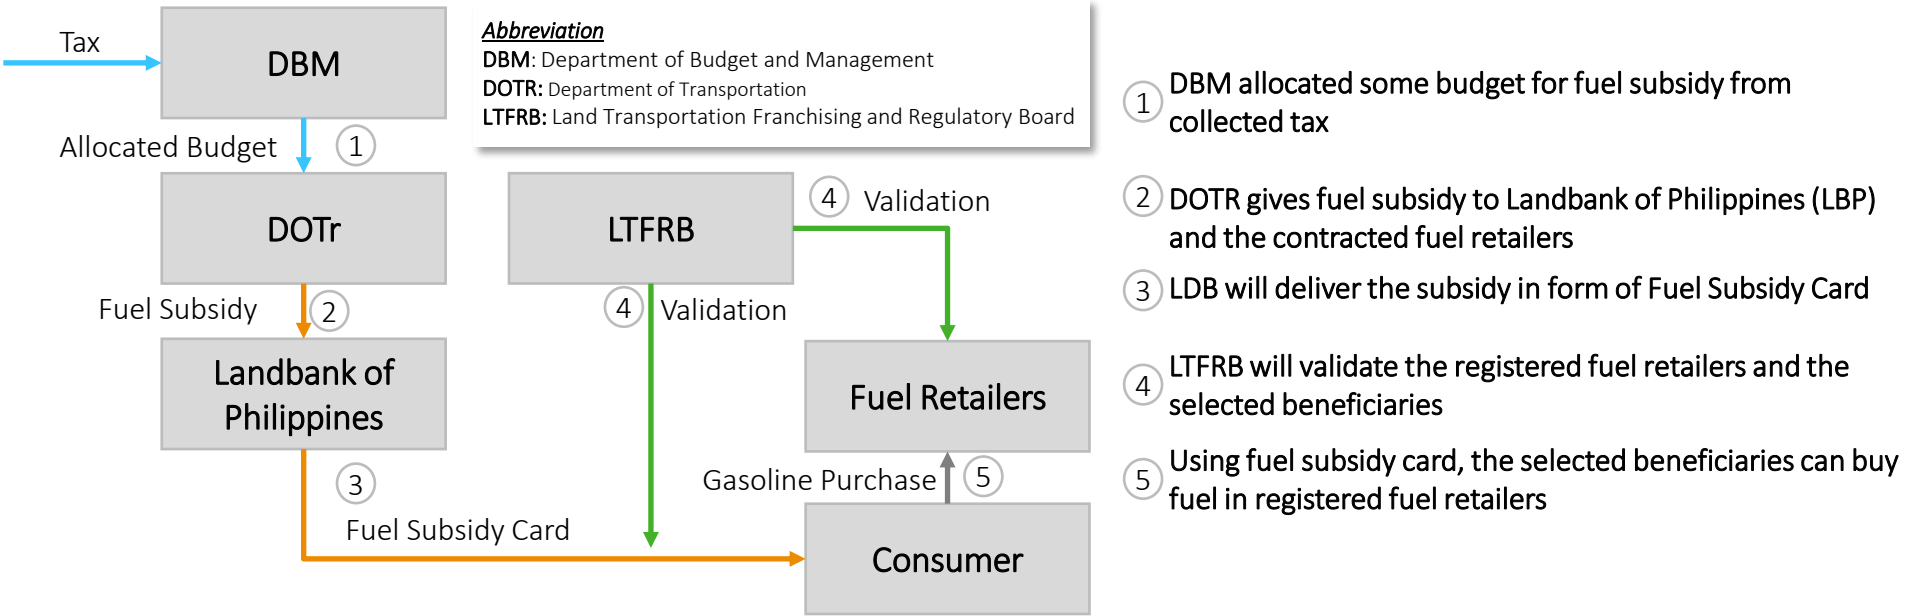 Tax
DBM
Allocated Budget
1
DOTr
Fuel Subsidy
2
Landbank of
Philippines
3
Fuel Subsidy Card
Abbreviation
DBM: Department of Budget and Management
DOTR: Department of Transportation
LTFRB: Land Transportation Franchising and Regulatory Board
LTFRB
4 Validation
4 Validation
Fuel Retailers
Gasoline Purchase 5
Consumer
1 DBM allocated some budget for fuel subsidy from
collected tax
2 DOTR gives fuel subsidy to Landbank of Philippines (LBP)
and the contracted fuel retailers
3 LDB will deliver the subsidy in form of Fuel Subsidy Card
4 LTFRB will validate the registered fuel retailers and the
selected beneficiaries
5 Using fuel subsidy card, the selected beneficiaries can buy
fuel in registered fuel retailers